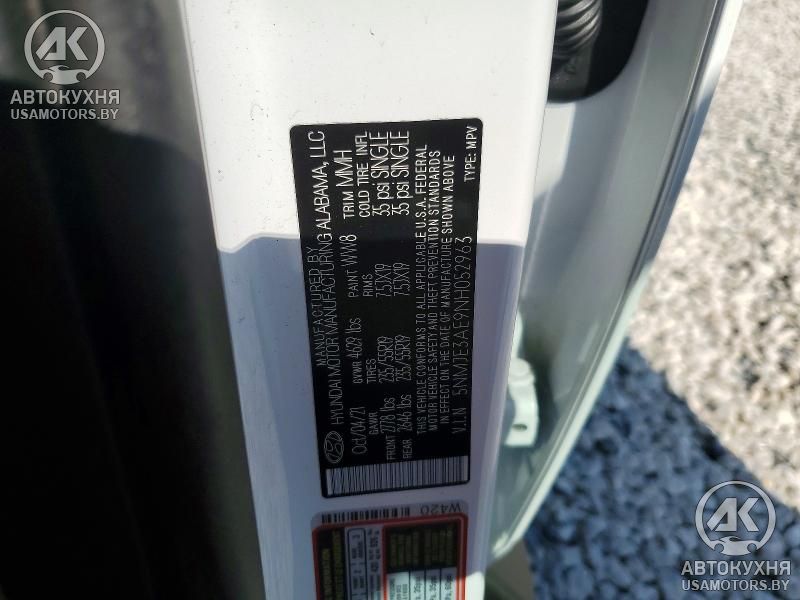 АВТОКУХНЯ
USAMOTORS.BY
MANUFACTURED BY
HYUNDAI MOTOR MANUFACTURING ALABAMA, LLC
Oct/04/21 GVWR 4629 lbs PAINT WW8 TRIM MMH
GAWR TIRES RIMS COLD TIRE INFL
FRONT 2778 lbs 235/55R19 7.5JX19 35 psi SINGLE
REAR 2646 lbs 235/55R19 7.5JX19 35 psi SINGLE
THIS VEHICLE CONFORMS TO ALL APPLICABLE U.S.A. FEDERAL
MOTOR VEHICLE SAFETY AND THEFT PREVENTION STANDARDS
IN EFFECT ON THE DATE OF MANUFACTURE SHOWN ABOVE
V.I.N 5NMJE3AE9NH052963 TYPE: MPV
W420
АВТОКУХНЯ
USAMOTORS.BY